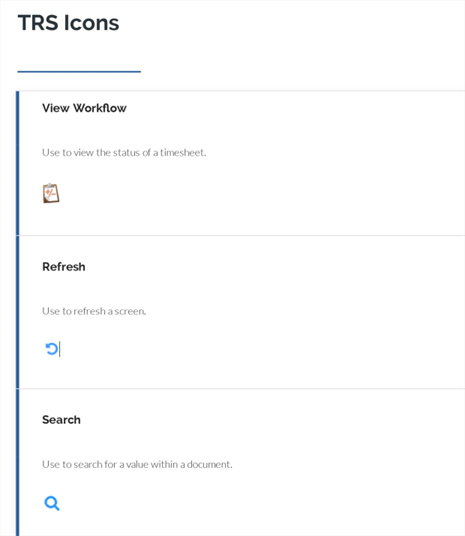 TRS Icons
View Workflow
Use to view the status of a timesheet.
Refresh
Use to refresh a screen.
Search
Use to search for a value within a document.